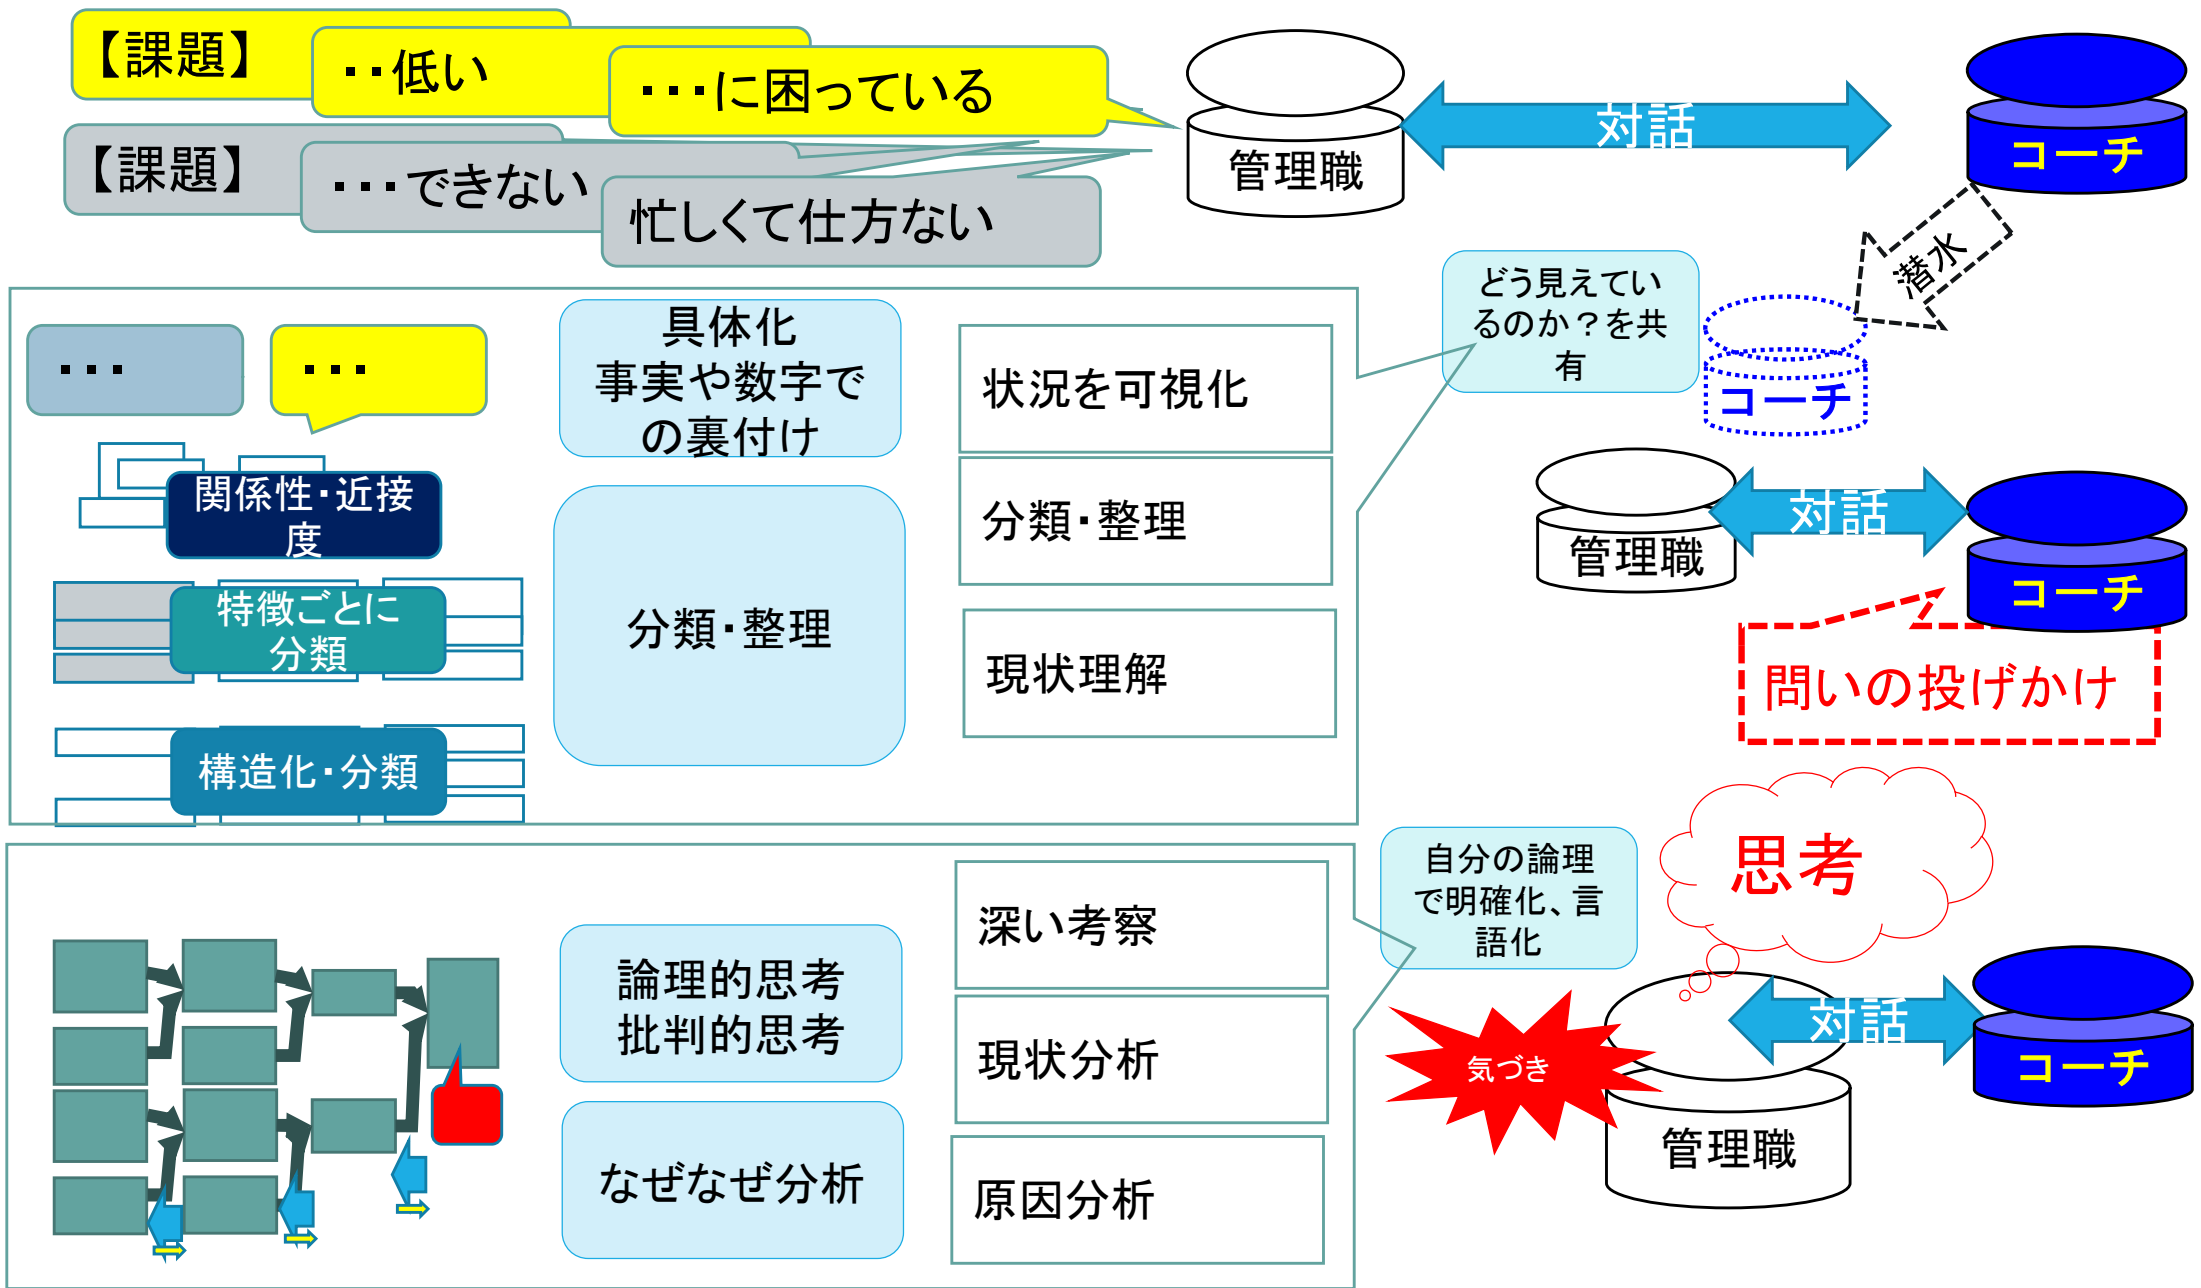 【課題】
・・低い
・・・に困っている
【課題】
・・・できない
忙しくて仕方ない
管理職
対話
コーチ
潜水
・・・
・・・
具体化
事実や数字で
の裏付け
状況を可視化
どう見えてい
るのか？を共
有
コーチ
関係性・近接
度
分類・整理
分類・整理
管理職
対話
コーチ
特徴ごとに
分類
現状理解
問いの投げかけ
構造化・分類
深い考察
自分の論理
で明確化、言
語化
思考
論理的思考
批判的思考
現状分析
気づき
対話
コーチ
管理職
なぜなぜ分析
原因分析